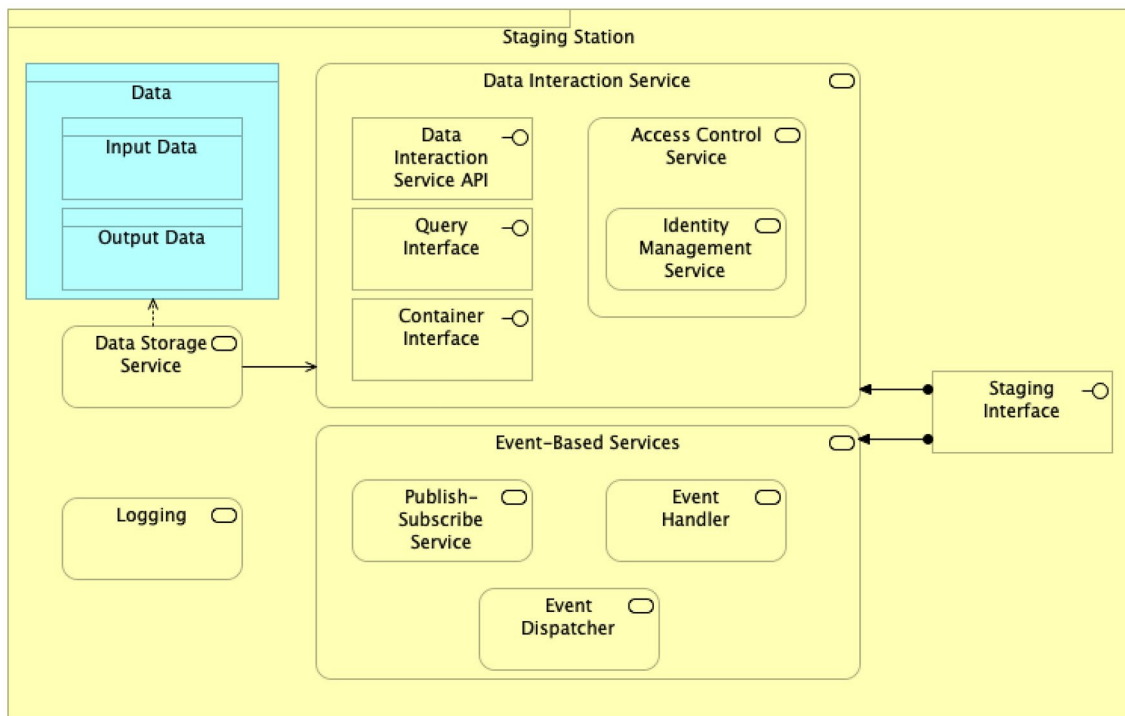 Staging Station
Data
Input Data
Output Data
Data Storage
Service
Logging
Data Interaction Service
Data
Interaction
Service API
Query
Interface
Container
Interface
Access Control
Service
Identity
Management
Service
Event-Based Services
Publish-
Subscribe
Service
Event
Handler
Event
Dispatcher
Staging
Interface